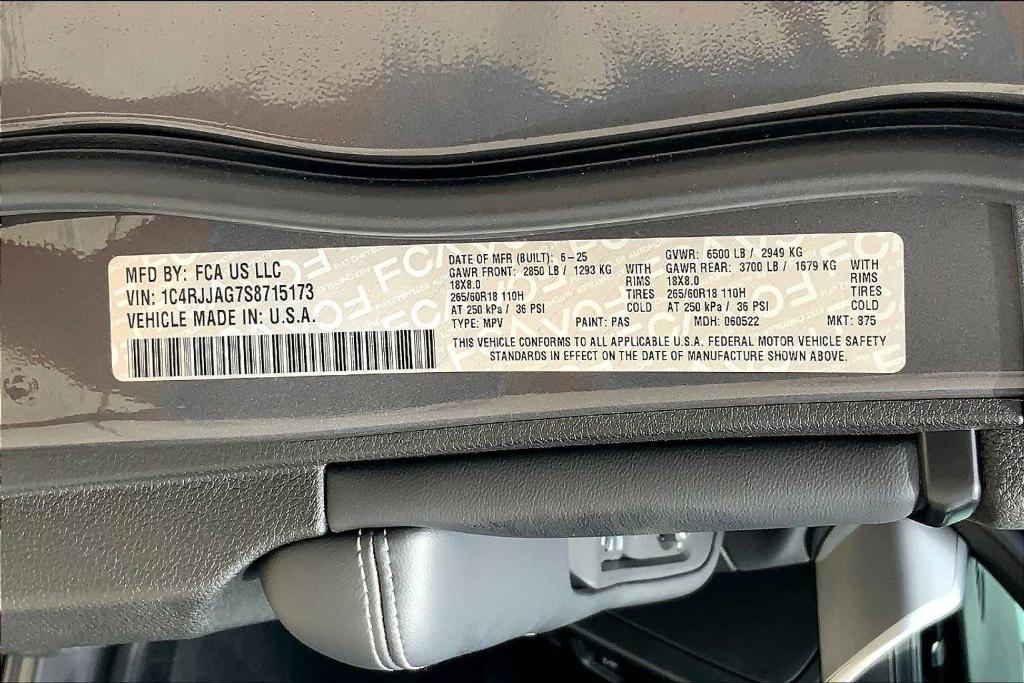 MFD BY: FCA US LLC
VIN: 1C4RJJAG7S8715173
VEHICLE MADE IN: U.S.A.
DATE OF MFR (BUILT): 6-25 GVWR: 6500 LB / 2949 KG
GAWR FRONT: 2850 LB / 1293 KG WITH GAWR REAR: 3700 LB / 1679 KG WITH
18X8.0 RIMS 18X8.0 RIMS
265/60R18 110H TIRES 265/60R18 110H TIRES
AT 250 kPa / 36 PSI COLD AT 250 kPa / 36 PSI COLD
TYPE: MPV PAINT: PAS MDH: 060522 MKT: 875
THIS VEHICLE CONFORMS TO ALL APPLICABLE U.S.A. FEDERAL MOTOR VEHICLE SAFETY
STANDARDS IN EFFECT ON THE DATE OF MANUFACTURE SHOWN ABOVE.